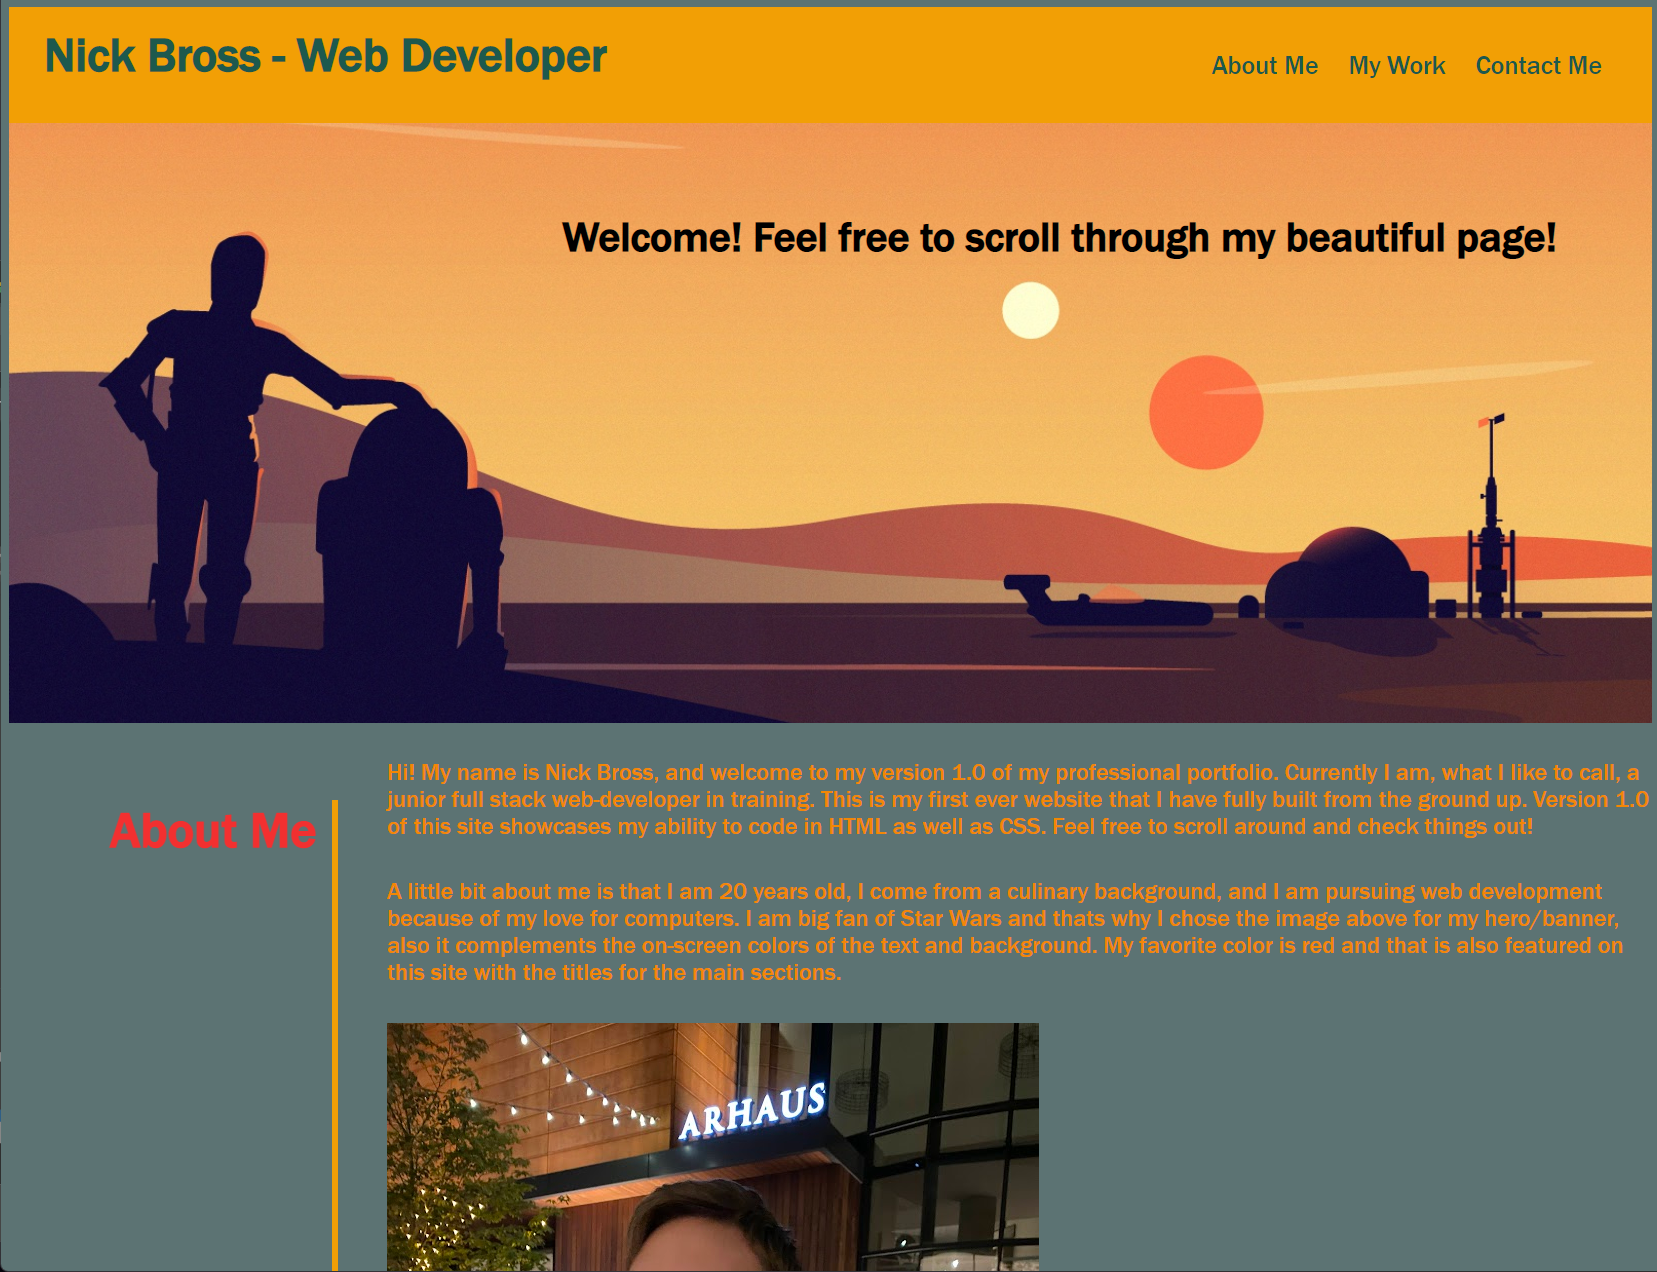 Nick Bross - Web Developer
About Me My Work Contact Me
Welcome! Feel free to scroll through my beautiful page!
About Me
Hi! My name is Nick Bross, and welcome to my version 1.0 of my professional portfolio. Currently I am, what I like to call, a
junior full stack web-developer in training. This is my first ever website that I have fully built from the ground up. Version 1.0
of this site showcases my ability to code in HTML as well as CSS. Feel free to scroll around and check things out!
A little bit about me is that I am 20 years old, I come from a culinary background, and I am pursuing web development
because of my love for computers. I am big fan of Star Wars and thats why I chose the image above for my hero/banner,
also it complements the on-screen colors of the text and background. My favorite color is red and that is also featured on
this site with the titles for the main sections.
ARHAUS